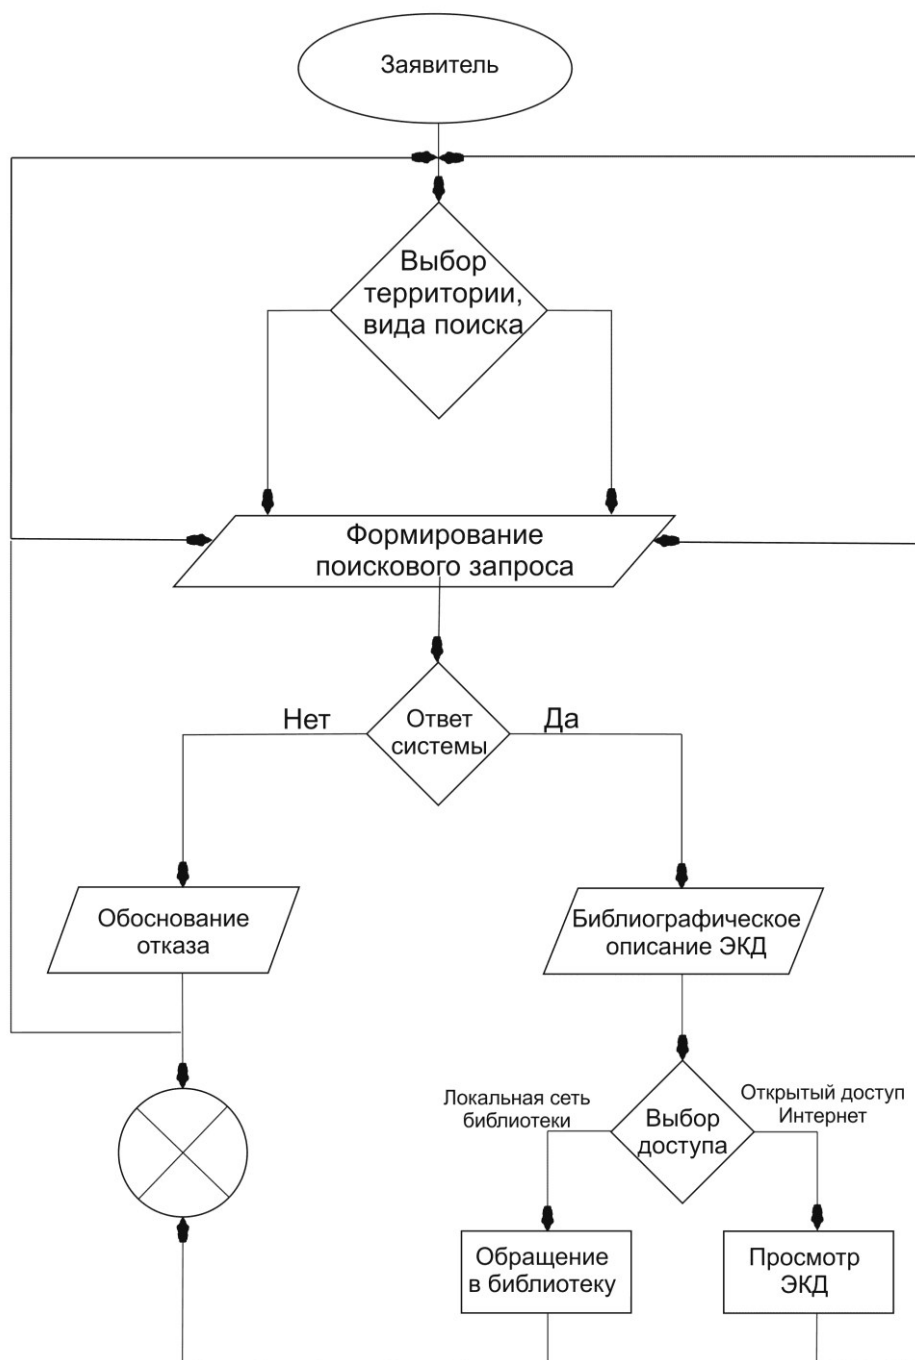 Заявитель
Выбор
территории,
вида поиска
Формирование
поискового запроса
Нет
Ответ
системы
Да
Обоснование
отказа
Библиографическое
описание ЭКД
Локальная сеть
библиотеки
Выбор
доступа
Открытый доступ
Интернет
Обращение
в библиотеку
Просмотр
ЭКД